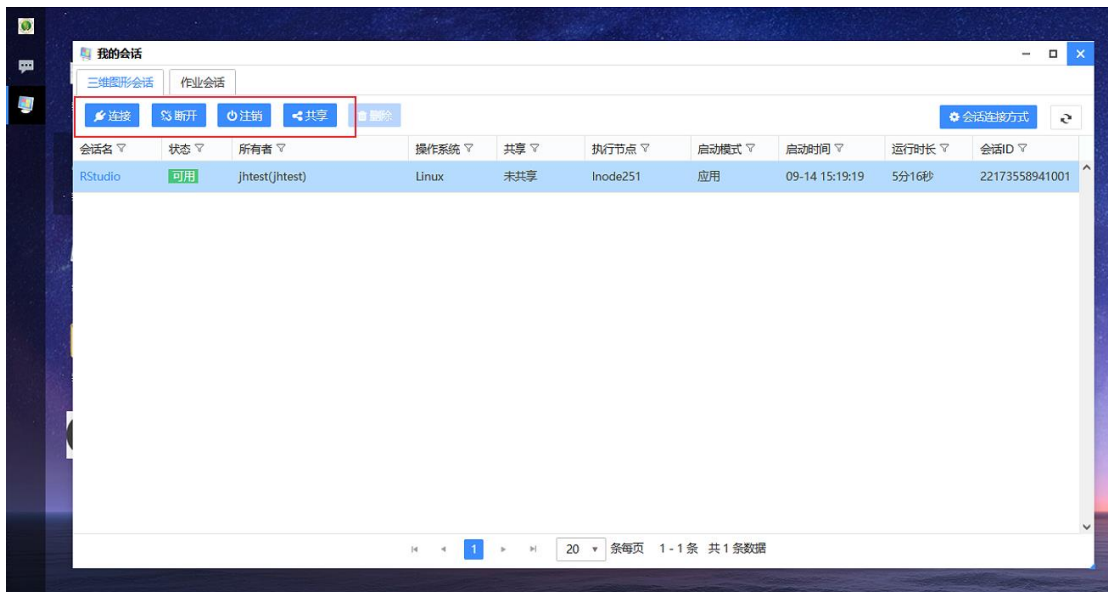 我的会话
三维图形会话 作业会话
连接 断开 注销 共享 删除 会话连接方式
会话名 状态 所有者 操作系统 共享 执行节点 启动模式 启动时间 运行时长 会话ID
RStudio 可用 jhtest(jhtest) Linux 未共享 lnode251 应用 09-14 15:19:19 5分16秒 22173558941001
1 20 条每页 1 - 1 条 共 1 条数据